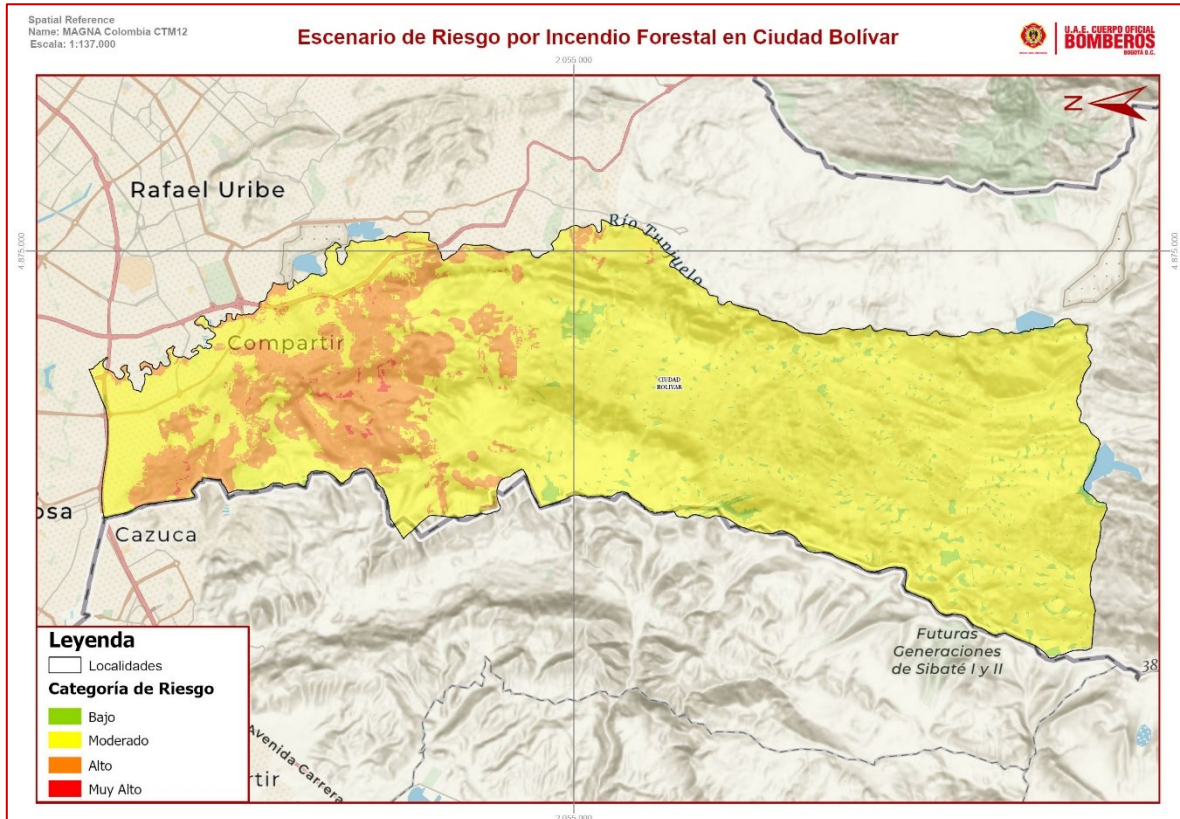 Spatial Reference
Name: MAGNA Colombia CTM12
Escala: 1:137.000
Escenario de Riesgo por Incendio Forestal en Ciudad Bolívar
U.A.E. CUERPO OFICIAL
BOMBEROS
BOGOTÁ D.C.
2.055.000
N
Rafael Uribe
Río Tunjuelo
4.875.000
4.875.000
Compartir
CIUDAD
BOLIVAR
osa
Cazuca
Futuras
Generaciones
de Sibaté I y II
38
Leyenda
Localidades
Categoría de Riesgo
Bajo
Moderado
Alto
Muy Alto
Avenida Carrera
rtir
2.055.000